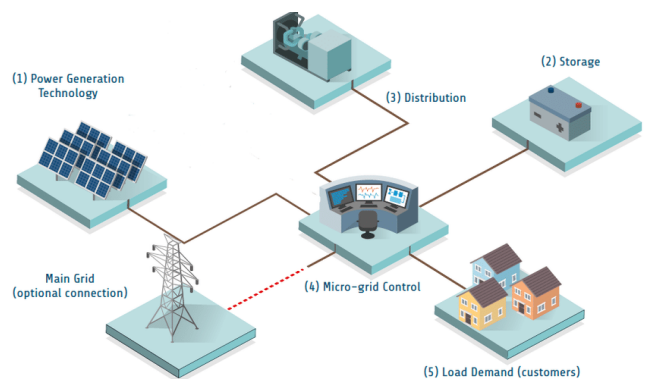 (1) Power Generation
Technology
(2) Storage
(3) Distribution
Main Grid
(optional connection)
(4) Micro-grid Control
(5) Load Demand (customers)